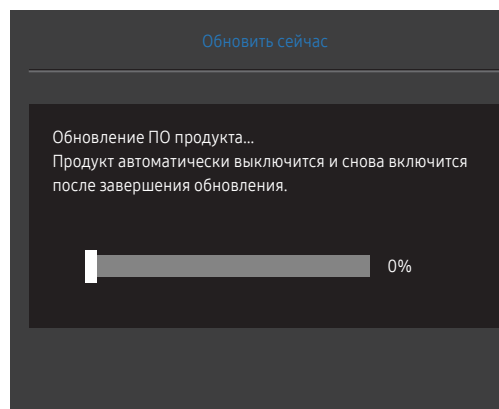 Обновить сейчас
Обновление ПО продукта...
Продукт автоматически выключится и снова включится
после завершения обновления.
0%